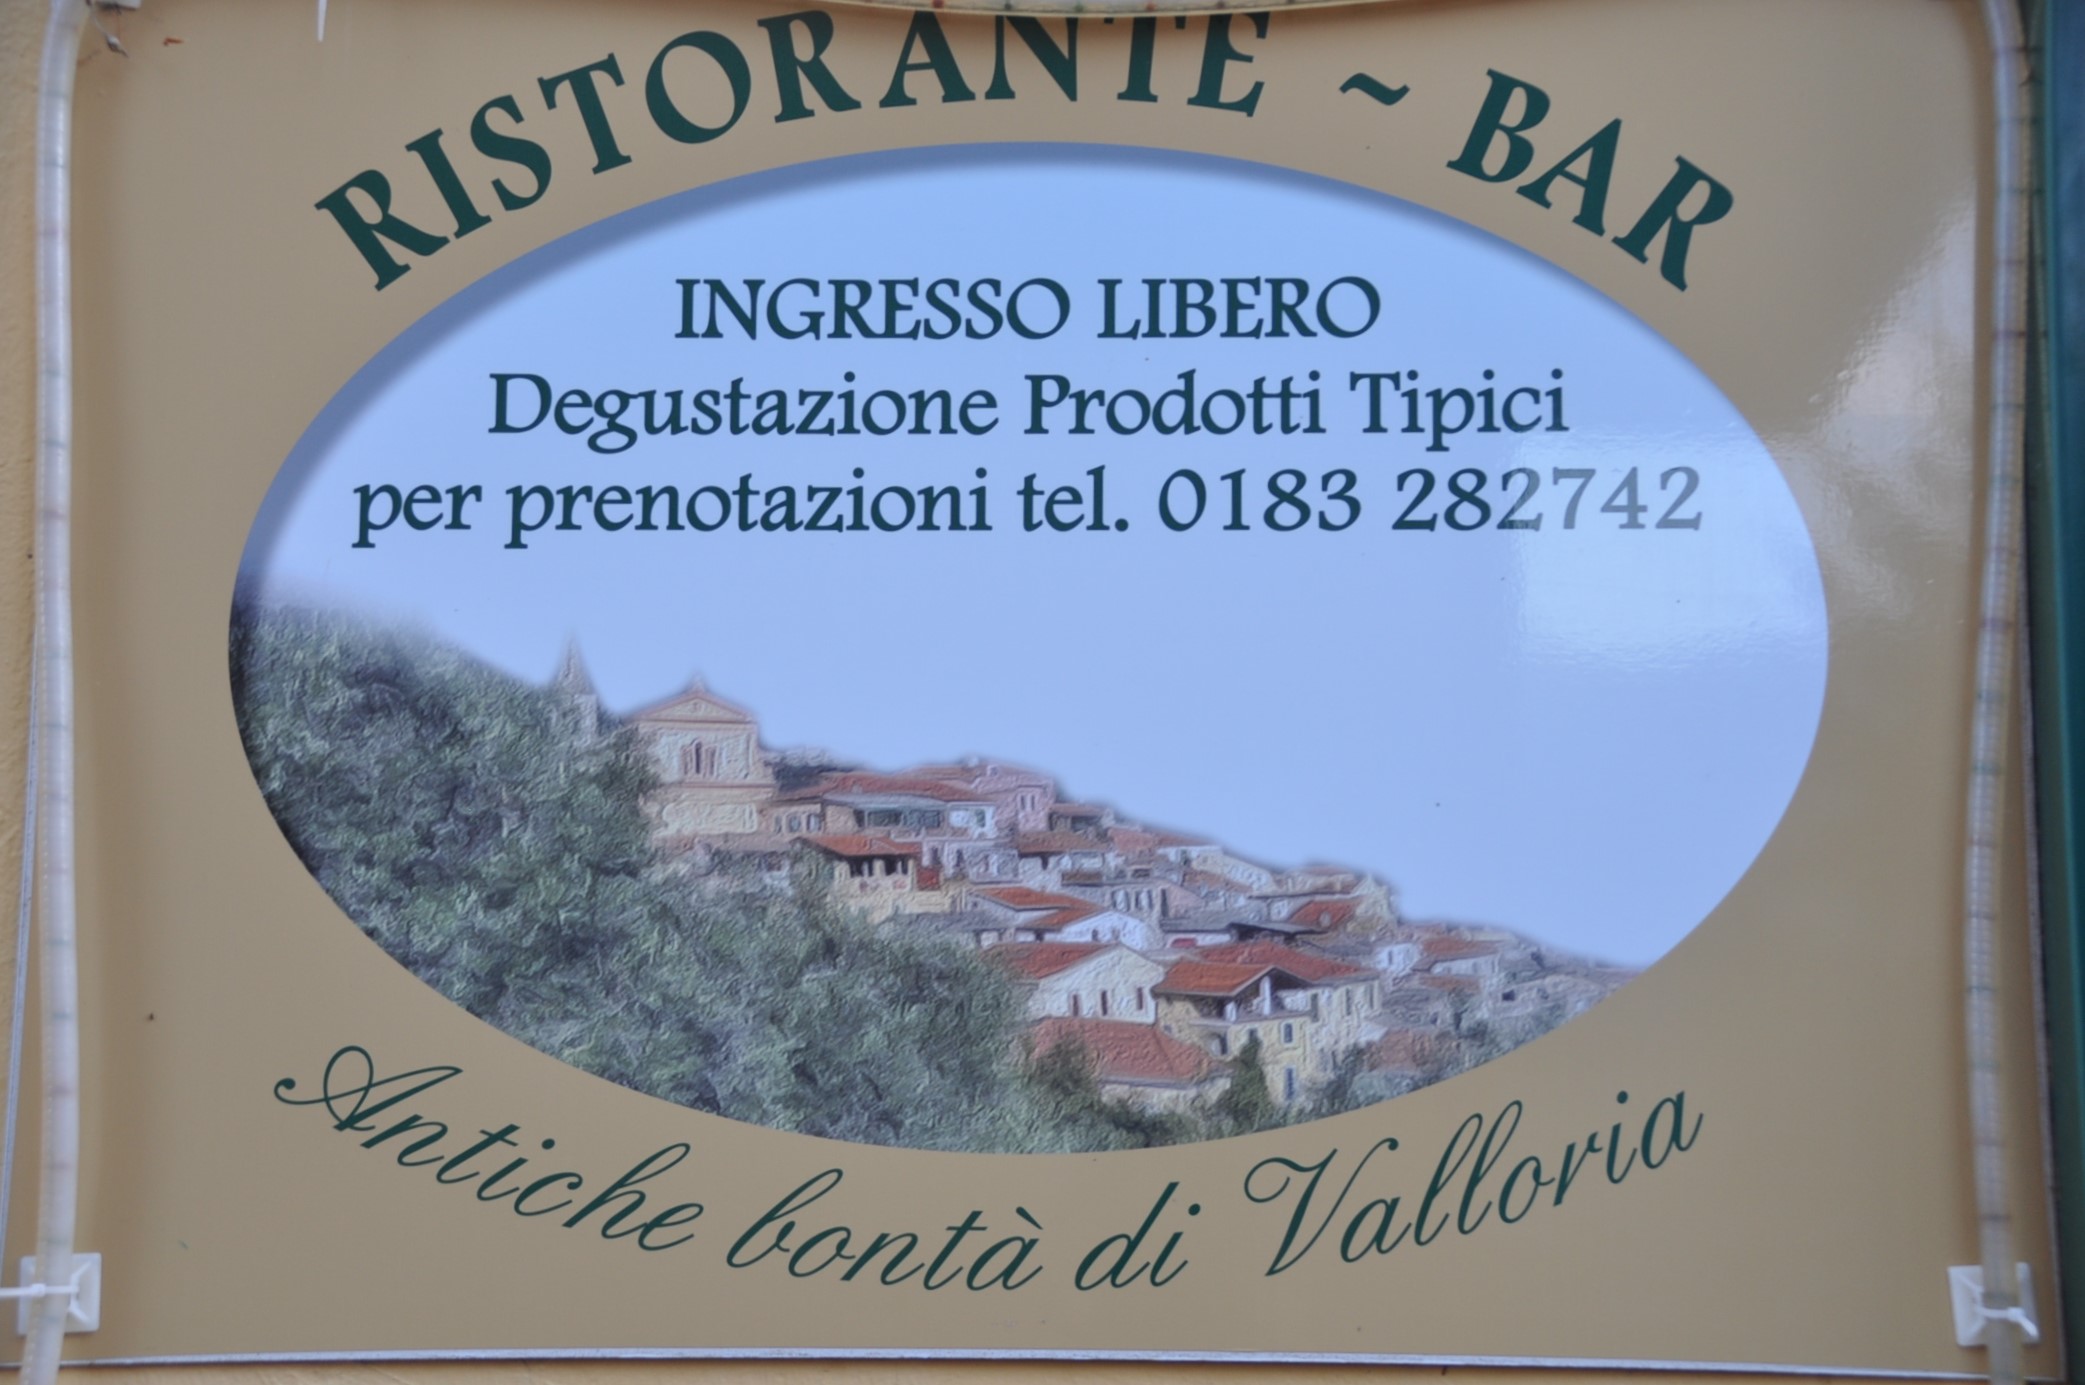 RISTORANTE ~ BAR
INGRESSO LIBERO
Degustazione Prodotti Tipici
per prenotazioni tel. 0183 282742
Antiche bontà di Valloria